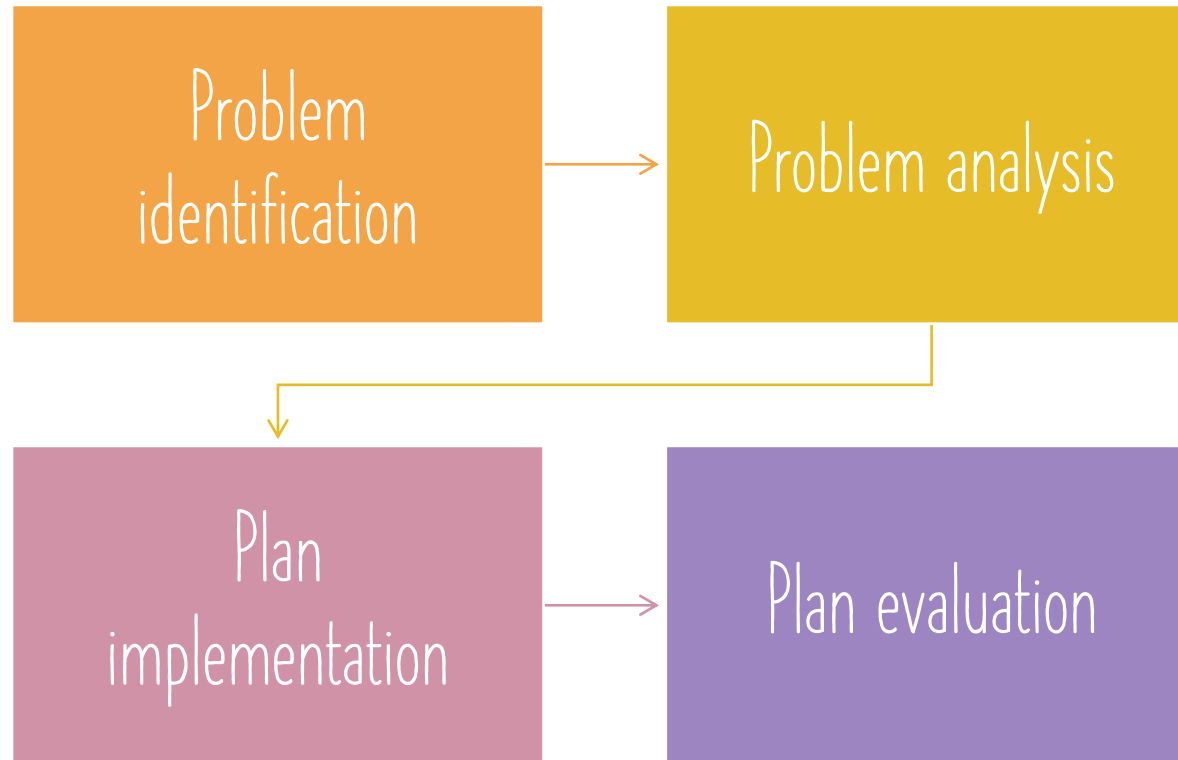 Problem
identification
Problem analysis
Plan
implementation
Plan evaluation